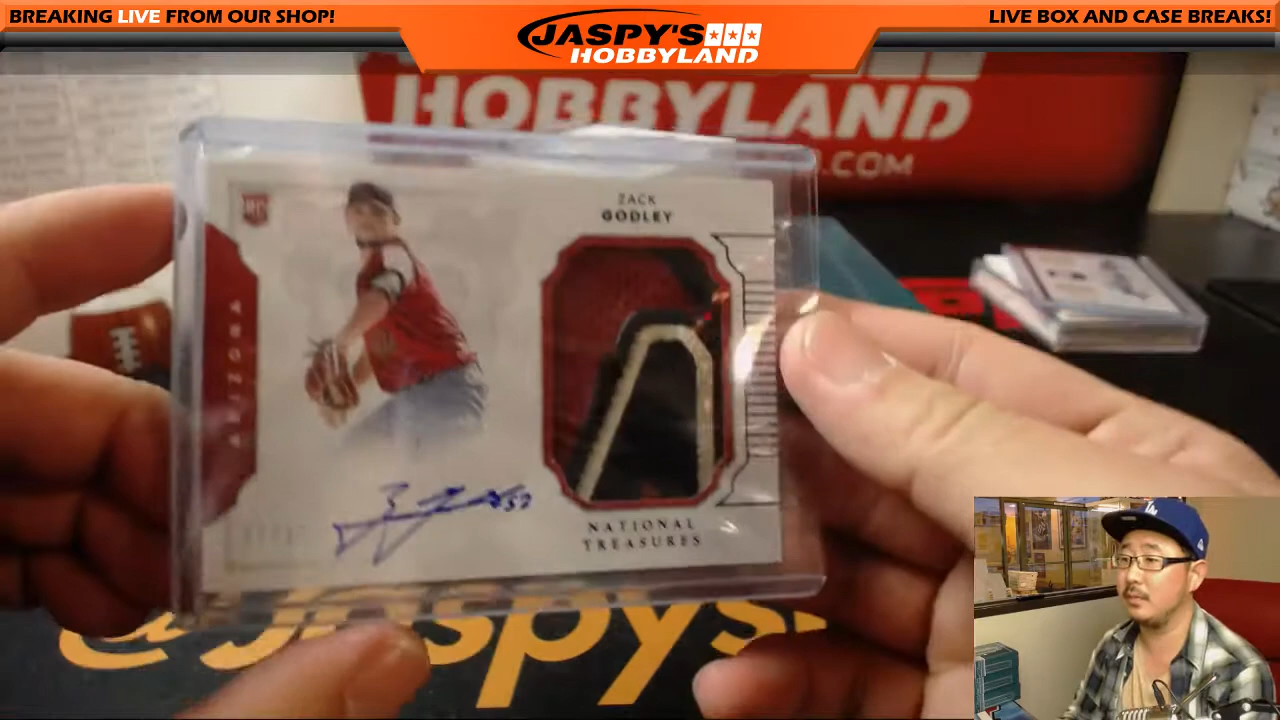 BREAKING LIVE FROM OUR SHOP!
JASPY'S
HOBBYLAND
LIVE BOX AND CASE BREAKS!
HOBBYLAND
.COM
RC
ZACK
GODLEY
ARIZONA
NATIONAL
TREASURES
@Jaspys
LA